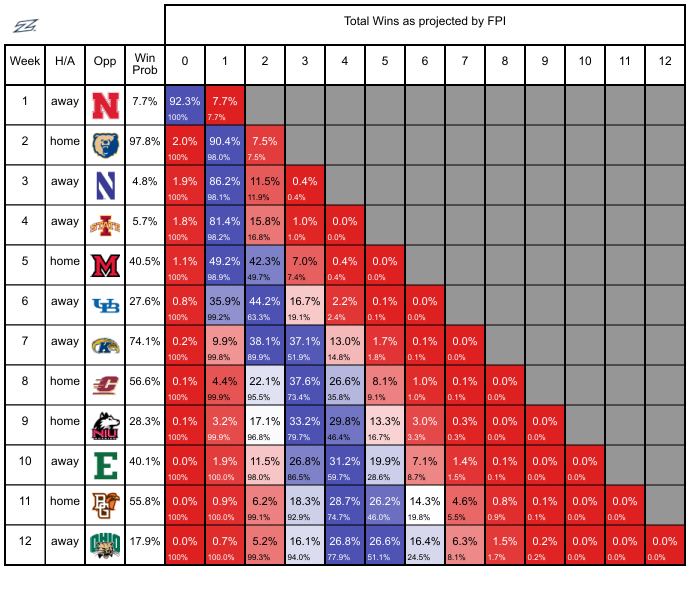 Total Wins as projected by FPI
Week H/A Opp Win Prob 0 1 2 3 4 5 6 7 8 9 10 11 12
1 away N 7.7% 92.3% 7.7%
100% 7.7%
2 home 97.8% 2.0% 90.4% 7.5%
100% 98.0% 7.5%
3 away N 4.8% 1.9% 86.2% 11.5% 0.4%
100% 98.1% 11.9% 0.4%
4 away I STATE 5.7% 1.8% 81.4% 15.8% 1.0% 0.0%
100% 98.2% 16.8% 1.0% 0.0%
5 home M 40.5% 1.1% 49.2% 42.3% 7.0% 0.4% 0.0%
100% 98.9% 49.7% 7.4% 0.4% 0.0%
6 away UB 27.6% 0.8% 35.9% 44.2% 16.7% 2.2% 0.1% 0.0%
100% 99.2% 63.3% 19.1% 2.4% 0.1% 0.0%
7 away K 74.1% 0.2% 9.9% 38.1% 37.1% 13.0% 1.7% 0.1% 0.0%
100% 99.8% 89.9% 51.9% 14.8% 1.8% 0.1% 0.0%
8 home C 56.6% 0.1% 4.4% 22.1% 37.6% 26.6% 8.1% 1.0% 0.1% 0.0%
100% 99.9% 95.5% 73.4% 35.8% 9.1% 1.0% 0.1% 0.0%
9 home NIU 28.3% 0.1% 3.2% 17.1% 33.2% 29.8% 13.3% 3.0% 0.3% 0.0% 0.0%
100% 99.9% 96.8% 79.7% 46.4% 16.7% 3.3% 0.3% 0.0% 0.0%
10 away E 40.1% 0.0% 1.9% 11.5% 26.8% 31.2% 19.9% 7.1% 1.4% 0.1% 0.0% 0.0%
100% 100.0% 98.0% 86.5% 59.7% 28.6% 8.7% 1.5% 0.1% 0.0% 0.0%
11 home BG 55.8% 0.0% 0.9% 6.2% 18.3% 28.7% 26.2% 14.3% 4.6% 0.8% 0.1% 0.0% 0.0%
100% 100.0% 99.1% 92.9% 74.7% 46.0% 19.8% 5.5% 0.9% 0.1% 0.0% 0.0%
12 away OHIO 17.9% 0.0% 0.7% 5.2% 16.1% 26.8% 26.6% 16.4% 6.3% 1.5% 0.2% 0.0% 0.0% 0.0%
100% 100.0% 99.3% 94.0% 77.9% 51.1% 24.5% 8.1% 1.7% 0.2% 0.0% 0.0% 0.0%